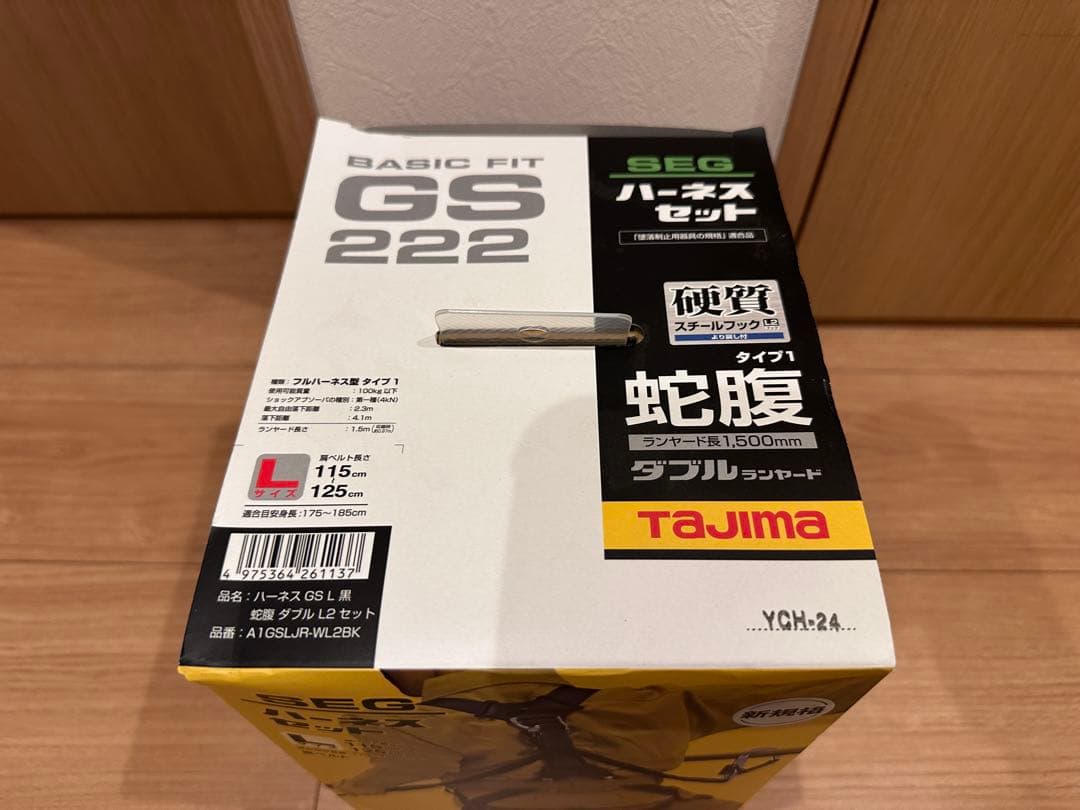 BASIC FIT
GS
222
SEG
ハーネス
セット
「墜落制止用器具の規格」適合品
硬質
スチールフック L2
より戻し付
タイプ1
蛇腹
ランヤード長1,500mm
ダブルランヤード
TaJima
種類：フルハーネス型 タイプ1
使用可能質量：100kg以下
ショックアブソーバの種別：第一種(4kN)
最大自由落下距離：2.3m
落下距離：4.1m
ランヤード長さ：1.5m
L
サイズ
肩ベルト長さ
115cm
~
125cm
適合目安身長：175～185cm
4 975364 261137
品名：ハーネス GS L 黒
蛇腹 ダブル L2 セット
品番：A1GSLJR-WL2BK
YCH-24
SEG
ハーネス
セット
新規格